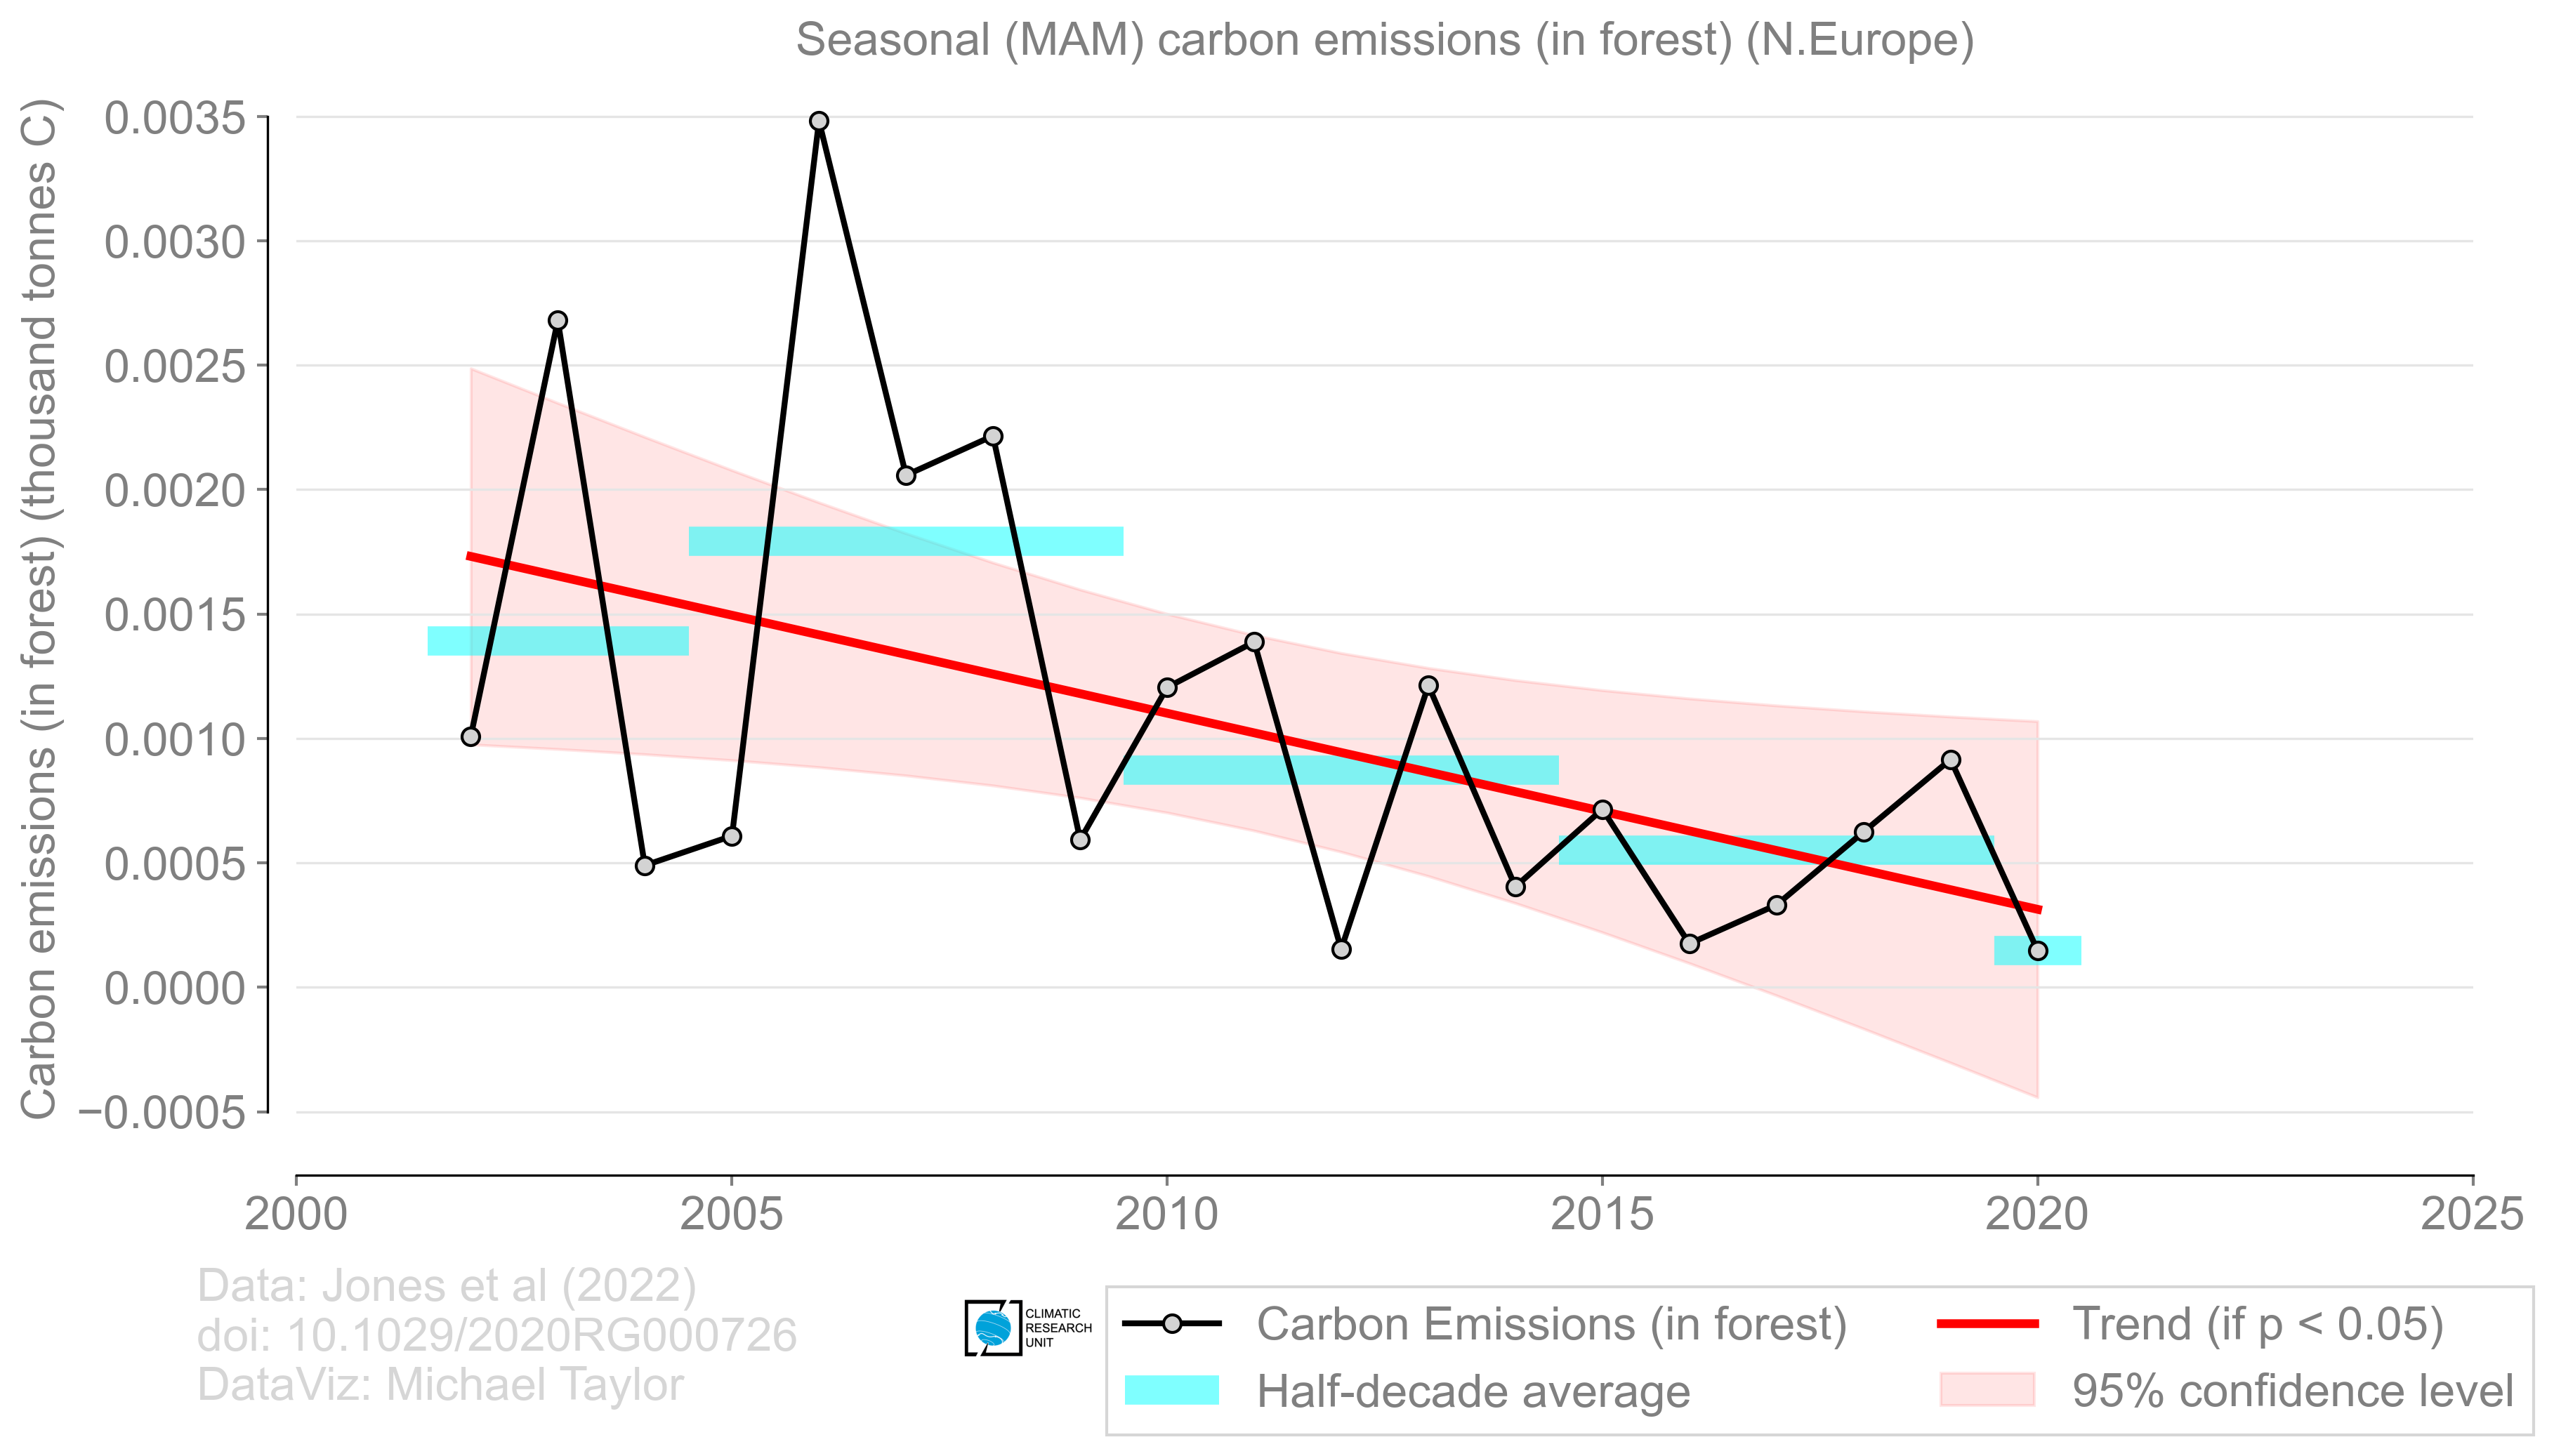 Seasonal (MAM) carbon emissions (in forest) (N.Europe)
Carbon emissions (in forest) (thousand tonnes C)
0.0035
0.0030
0.0025
0.0020
0.0015
0.0010
0.0005
0.0000
−0.0005
2000 2005 2010 2015 2020 2025
Data: Jones et al (2022)
doi: 10.1029/2020RG000726
DataViz: Michael Taylor
CLIMATIC
RESEARCH
UNIT
Carbon Emissions (in forest)
Half-decade average
Trend (if p < 0.05)
95% confidence level